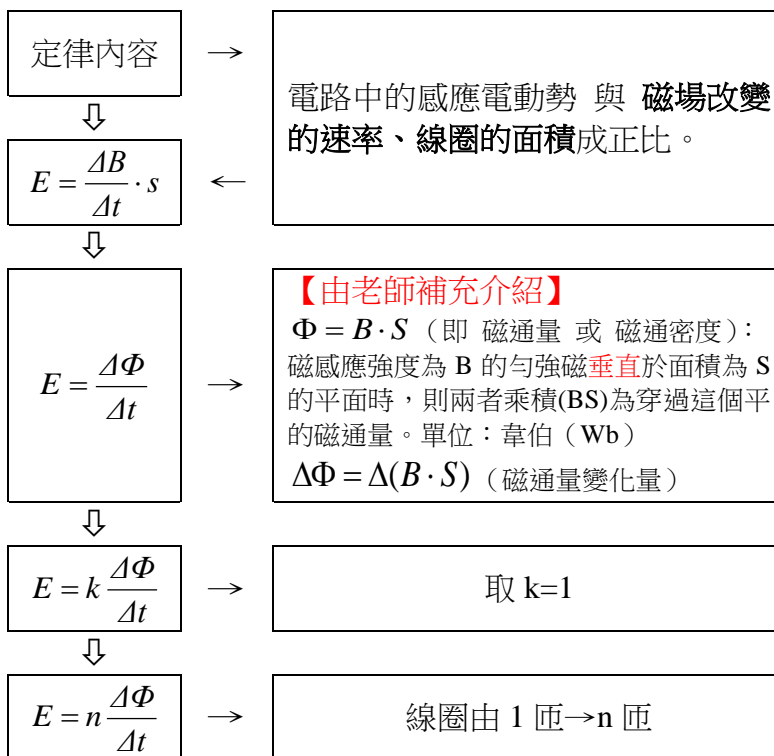 定律內容 →
電路中的感應電動勢 與 磁場改變
的速率、線圈的面積成正比。
⇩
E = ΔB/Δt · s ←
⇩
E = ΔΦ/Δt →
【由老師補充介紹】
Φ = B · S（即 磁通量 或 磁通密度）：
磁感應強度為 B 的勻強磁垂直於面積為 S
的平面時，則兩者乘積(BS)為穿過這個平
的磁通量。單位：韋伯（Wb）
ΔΦ = Δ(B · S)（磁通量變化量）
⇩
E = k ΔΦ/Δt → 取 k=1
⇩
E = n ΔΦ/Δt → 線圈由 1 匝→n 匝